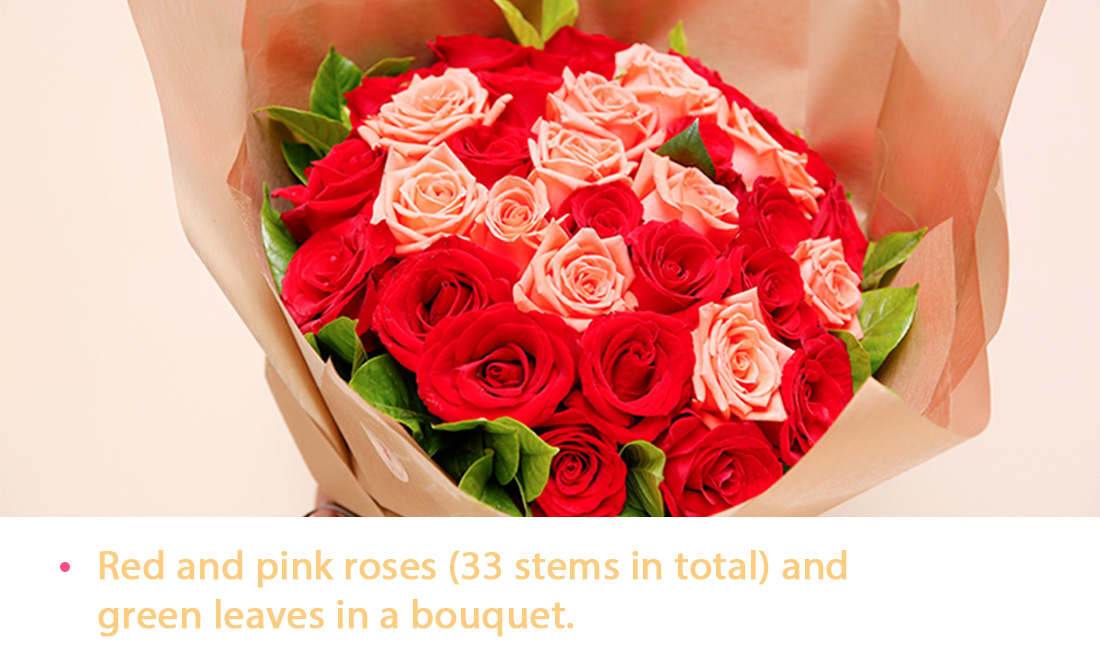 • Red and pink roses (33 stems in total) and
green leaves in a bouquet.